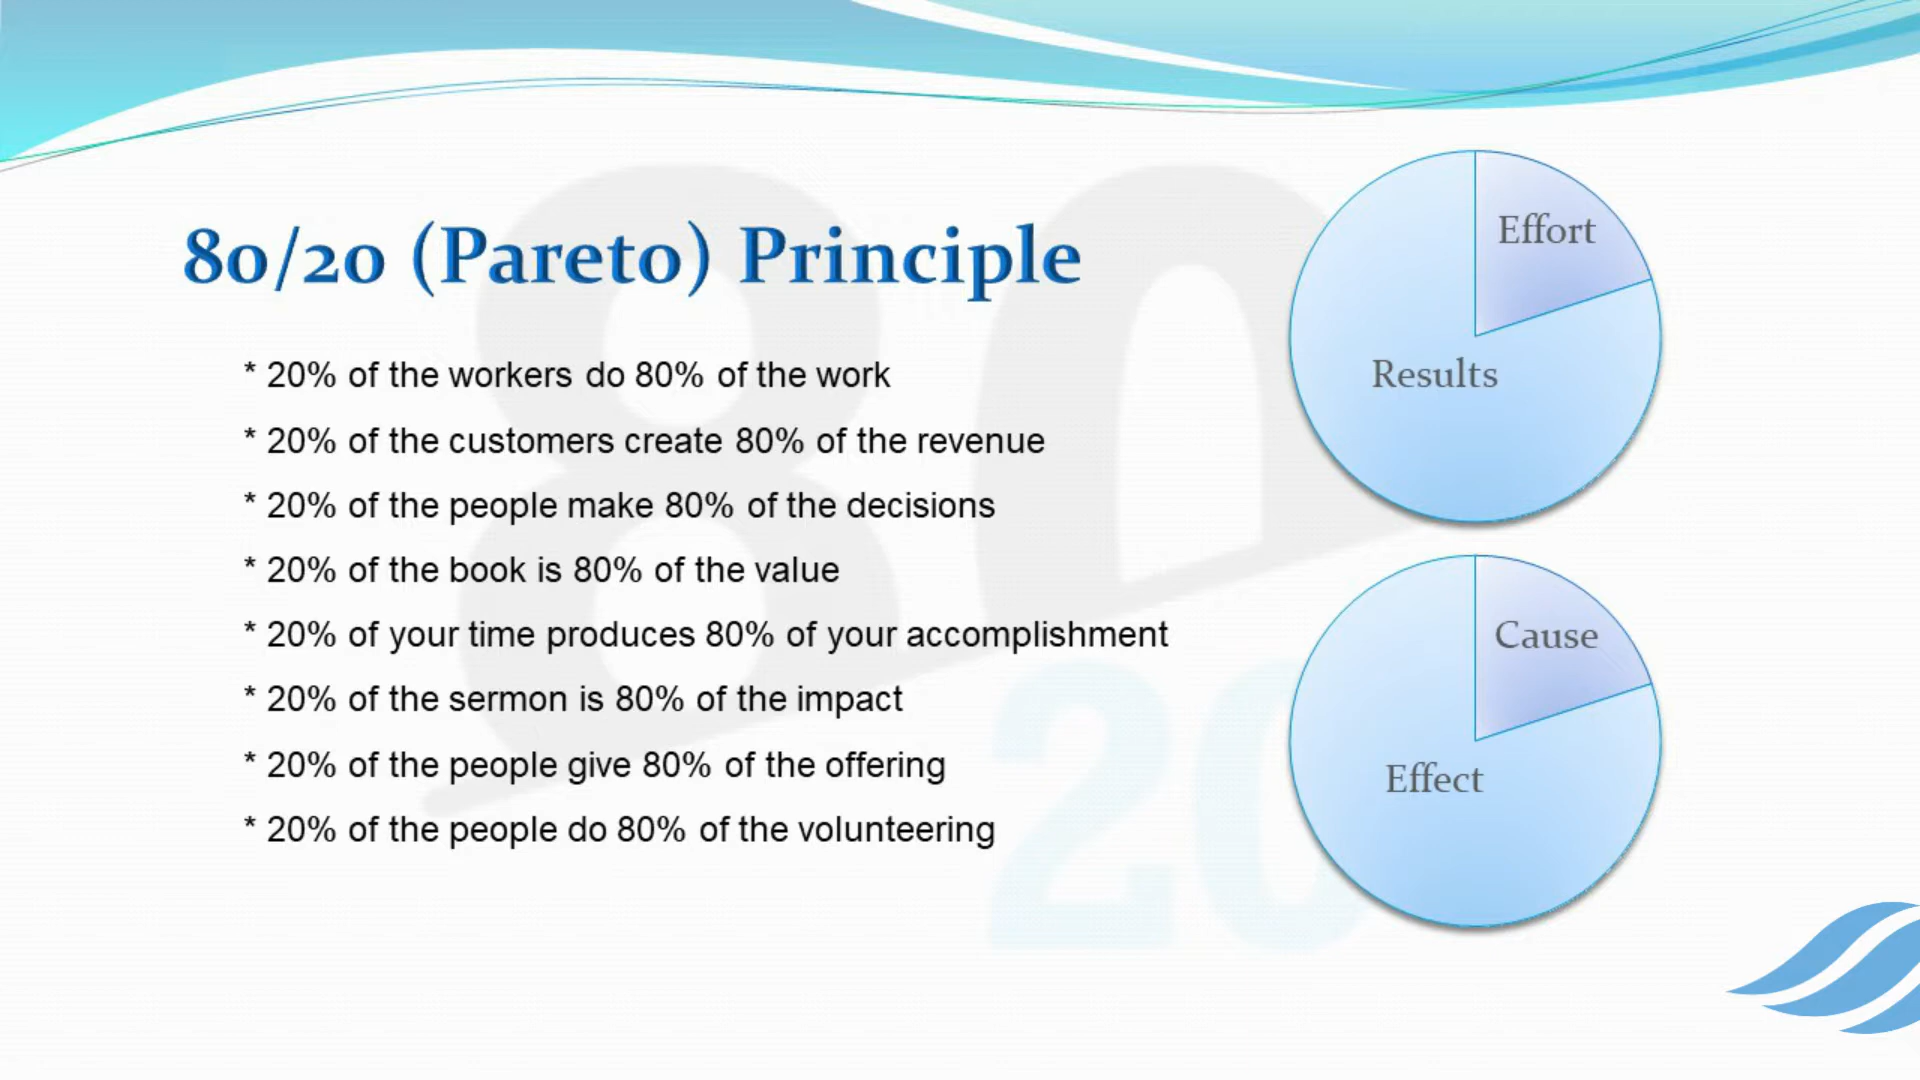 80/20 (Pareto) Principle
* 20% of the workers do 80% of the work
* 20% of the customers create 80% of the revenue
* 20% of the people make 80% of the decisions
* 20% of the book is 80% of the value
* 20% of your time produces 80% of your accomplishment
* 20% of the sermon is 80% of the impact
* 20% of the people give 80% of the offering
* 20% of the people do 80% of the volunteering
Effort
Results
Cause
Effect
80
20